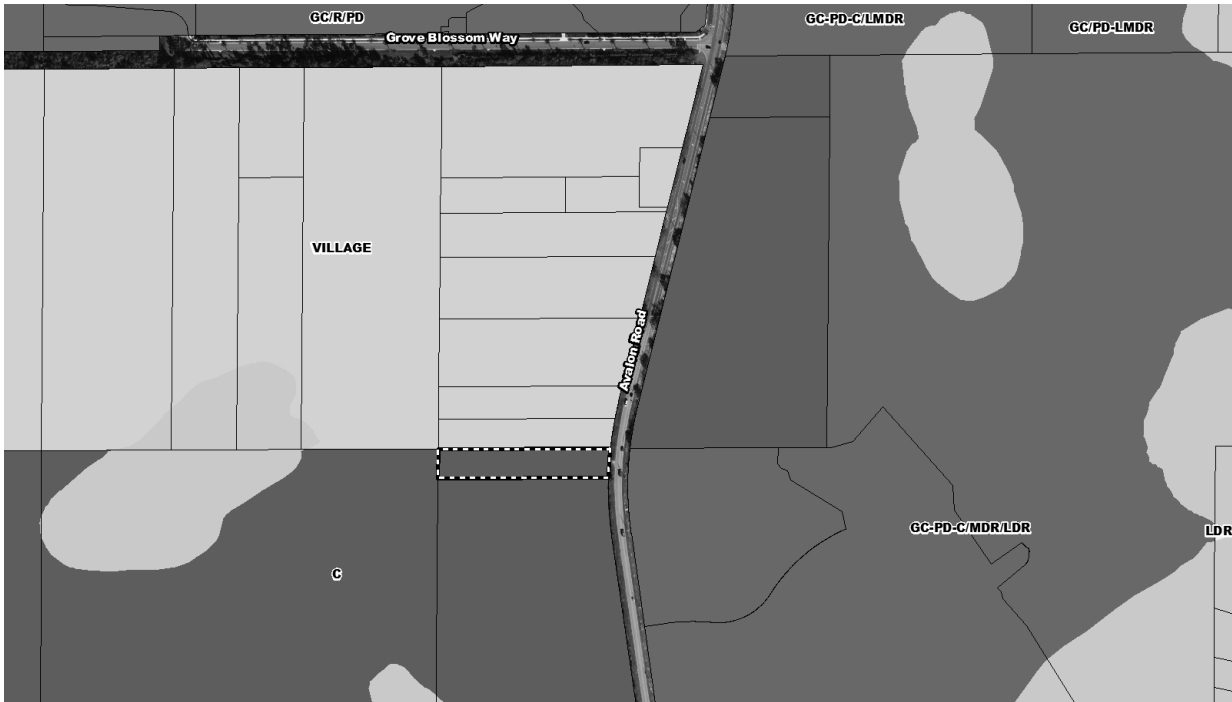 GC/R/PD
GC-PD-C/LMDR
GC/PD-LMDR
Grove Blossom Way
VILLAGE
Avalon Road
GC-PD-C/MDR/LDR
LDR
C